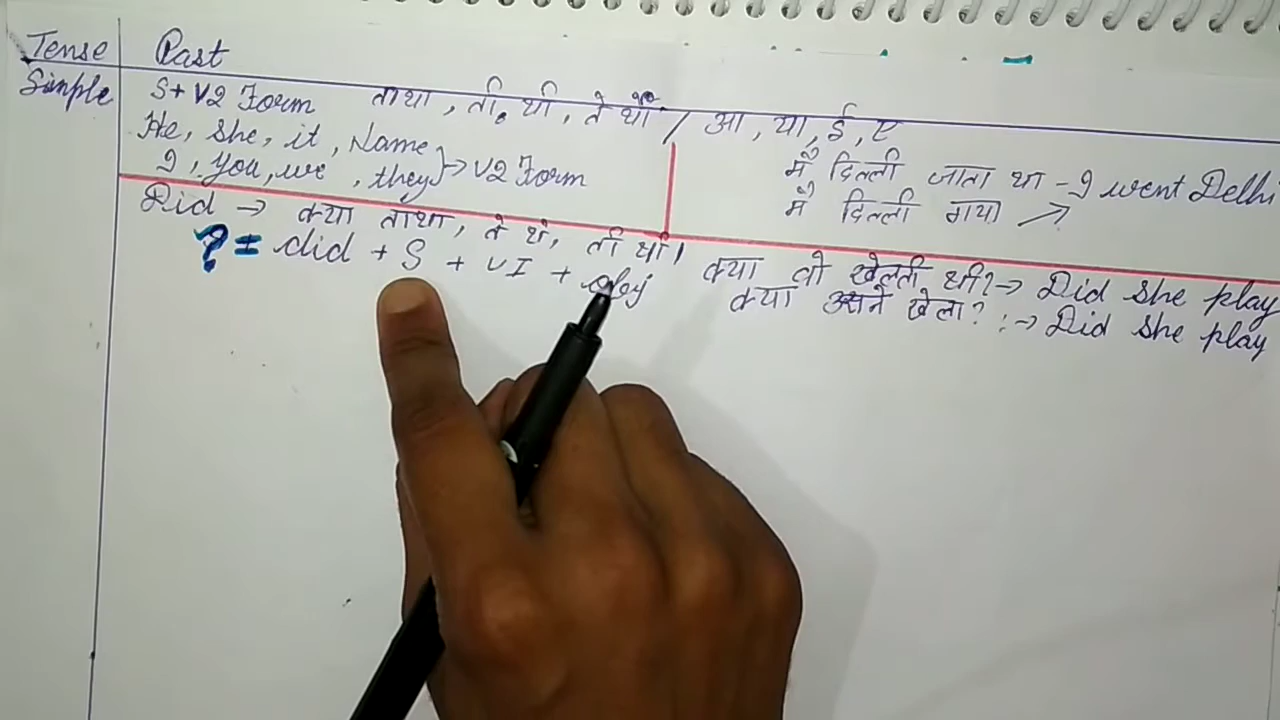 Tense Past
Simple S+ V2 Form ताथा, ती थी, ते थे / आ, या, ई, ए
He, she, it, Name
I, you, we, they } → V2 Form
मैं दिल्ली जाता था - I went Delhi
मैं दिल्ली गया ↗
Did → क्या ताथा, ते थे, ती थी।
? = did + S + VI + obj
क्या वो खेलती थी? → Did she play
क्या उसने खेला? :→ Did she play